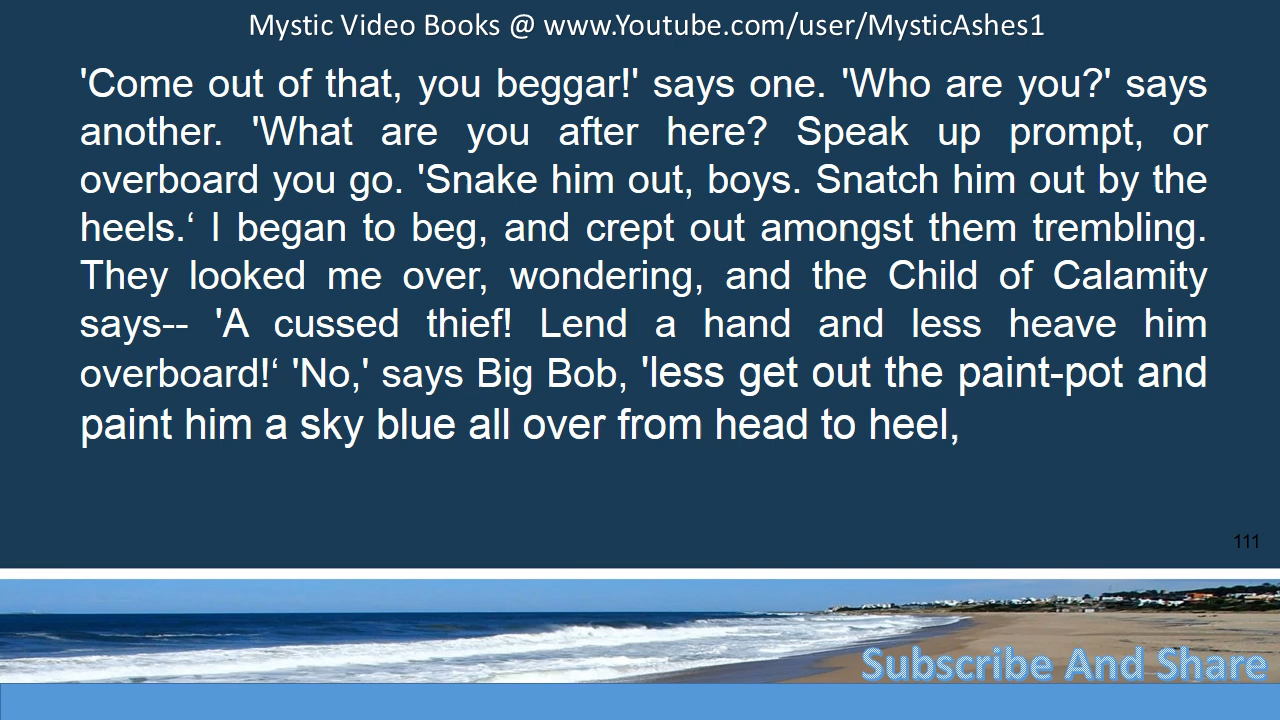 Mystic Video Books @ www.Youtube.com/user/MysticAshes1
'Come out of that, you beggar!' says one. 'Who are you?' says
another. 'What are you after here? Speak up prompt, or
overboard you go. 'Snake him out, boys. Snatch him out by the
heels.‘ I began to beg, and crept out amongst them trembling.
They looked me over, wondering, and the Child of Calamity
says-- 'A cussed thief! Lend a hand and less heave him
overboard!‘ 'No,' says Big Bob, 'less get out the paint-pot and
paint him a sky blue all over from head to heel,
111
Subscribe And Share